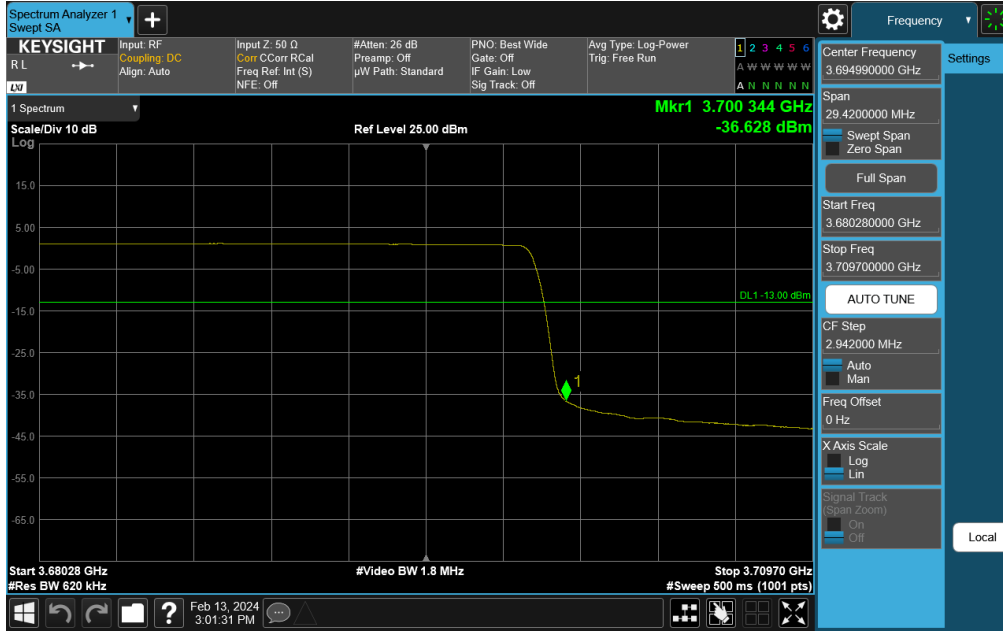 Spectrum Analyzer 1
Swept SA
+
Frequency
KEYSIGHT
R L
LXI
Input: RF
Coupling: DC
Align: Auto
Input Z: 50 Ω
Corr CCorr RCal
Freq Ref: Int (S)
NFE: Off
#Atten: 26 dB
Preamp: Off
µW Path: Standard
PNO: Best Wide
Gate: Off
IF Gain: Low
Sig Track: Off
Avg Type: Log-Power
Trig: Free Run
1 2 3 4 5 6
A W W W W W
A N N N N N
1 Spectrum
Mkr1 3.700 344 GHz
-36.628 dBm
Scale/Div 10 dB
Ref Level 25.00 dBm
Log
15.0
5.00
-5.00
-15.0
-25.0
-35.0
-45.0
-55.0
-65.0
DL1 -13.00 dBm
1
Start 3.68028 GHz
#Video BW 1.8 MHz
Stop 3.70970 GHz
#Res BW 620 kHz
#Sweep 500 ms (1001 pts)
Center Frequency
3.694990000 GHz
Span
29.4200000 MHz
Swept Span
Zero Span
Full Span
Start Freq
3.680280000 GHz
Stop Freq
3.709700000 GHz
AUTO TUNE
CF Step
2.942000 MHz
Auto
Man
Freq Offset
0 Hz
X Axis Scale
Log
Lin
Signal Track
(Span Zoom)
On
Off
Settings
Local
?
Feb 13, 2024
3:01:31 PM